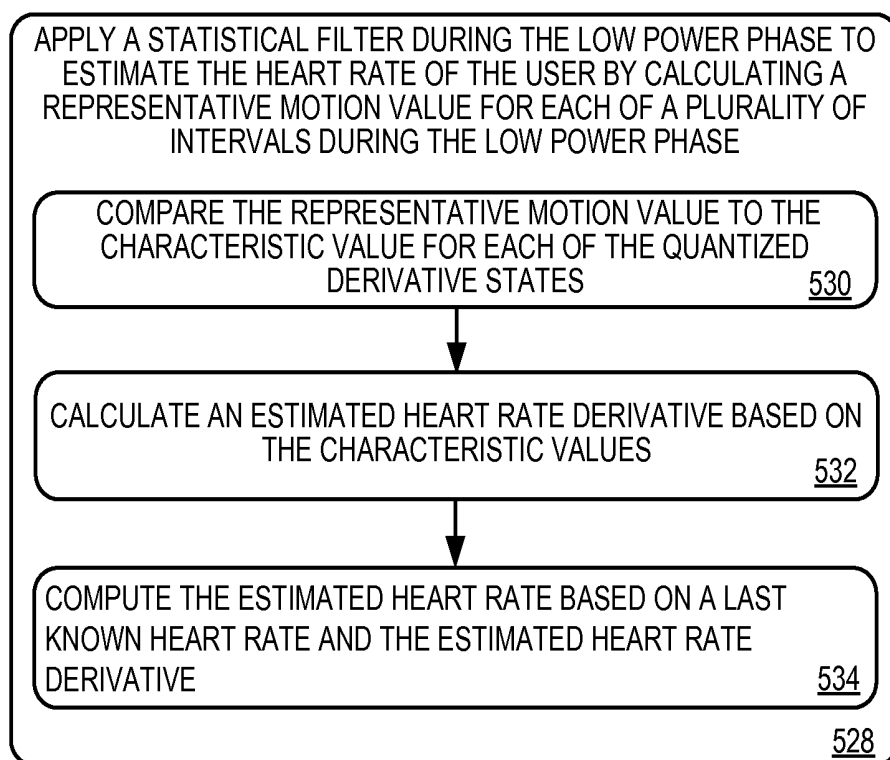 APPLY A STATISTICAL FILTER DURING THE LOW POWER PHASE TO
ESTIMATE THE HEART RATE OF THE USER BY CALCULATING A
REPRESENTATIVE MOTION VALUE FOR EACH OF A PLURALITY OF
INTERVALS DURING THE LOW POWER PHASE
COMPARE THE REPRESENTATIVE MOTION VALUE TO THE
CHARACTERISTIC VALUE FOR EACH OF THE QUANTIZED
DERIVATIVE STATES
530
CALCULATE AN ESTIMATED HEART RATE DERIVATIVE BASED ON
THE CHARACTERISTIC VALUES
532
COMPUTE THE ESTIMATED HEART RATE BASED ON A LAST
KNOWN HEART RATE AND THE ESTIMATED HEART RATE
DERIVATIVE
534
528